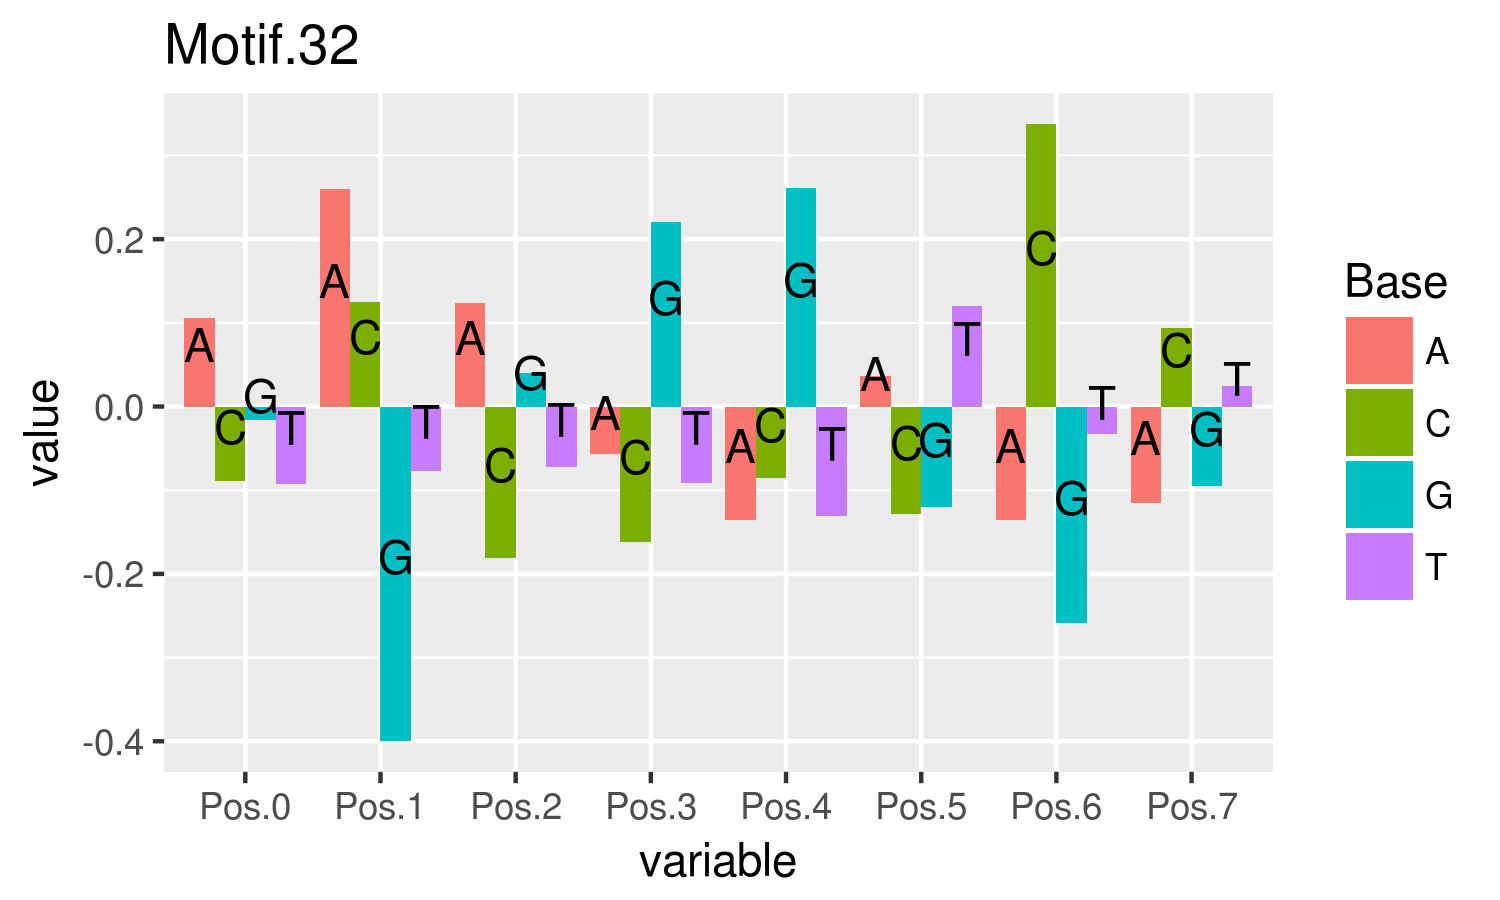 Motif.32
value
0.2
0.0
-0.2
-0.4
A C G T
A C G T
A C G T
A C G T
A C G T
A C G T
A C G T
A C G T
Pos.0 Pos.1 Pos.2 Pos.3 Pos.4 Pos.5 Pos.6 Pos.7
variable
Base
A
C
G
T